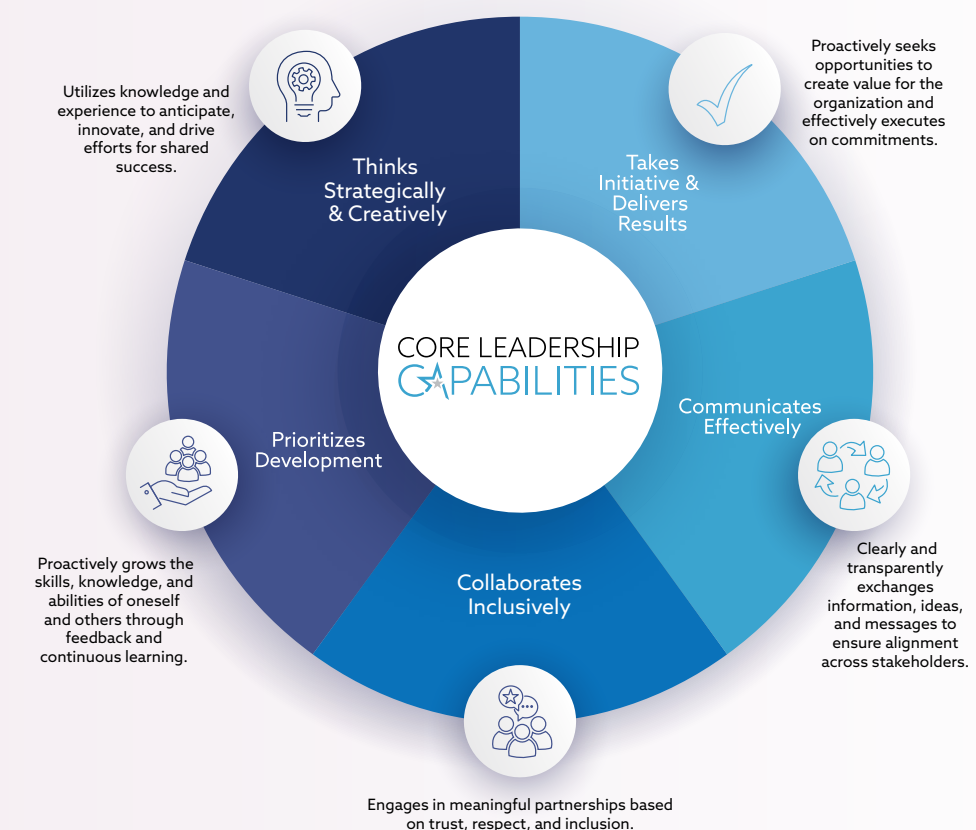 Utilizes knowledge and
experience to anticipate,
innovate, and drive
efforts for shared
success.
Thinks
Strategically
& Creatively
Proactively seeks
opportunities to
create value for the
organization and
effectively executes
on commitments.
Takes
Initiative &
Delivers
Results
CORE LEADERSHIP
CAPABILITIES
Communicates
Effectively
Clearly and
transparently
exchanges
information, ideas,
and messages to
ensure alignment
across stakeholders.
Prioritizes
Development
Proactively grows the
skills, knowledge, and
abilities of oneself
and others through
feedback and
continuous learning.
Collaborates
Inclusively
Engages in meaningful partnerships based
on trust, respect, and inclusion.